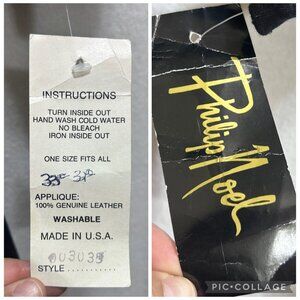 INSTRUCTIONS
TURN INSIDE OUT
HAND WASH COLD WATER
NO BLEACH
IRON INSIDE OUT
ONE SIZE FITS ALL
APPLIQUE:
100% GENUINE LEATHER
WASHABLE
MADE IN U.S.A.
STYLE
Philip Noel
PIC•COLLAGE